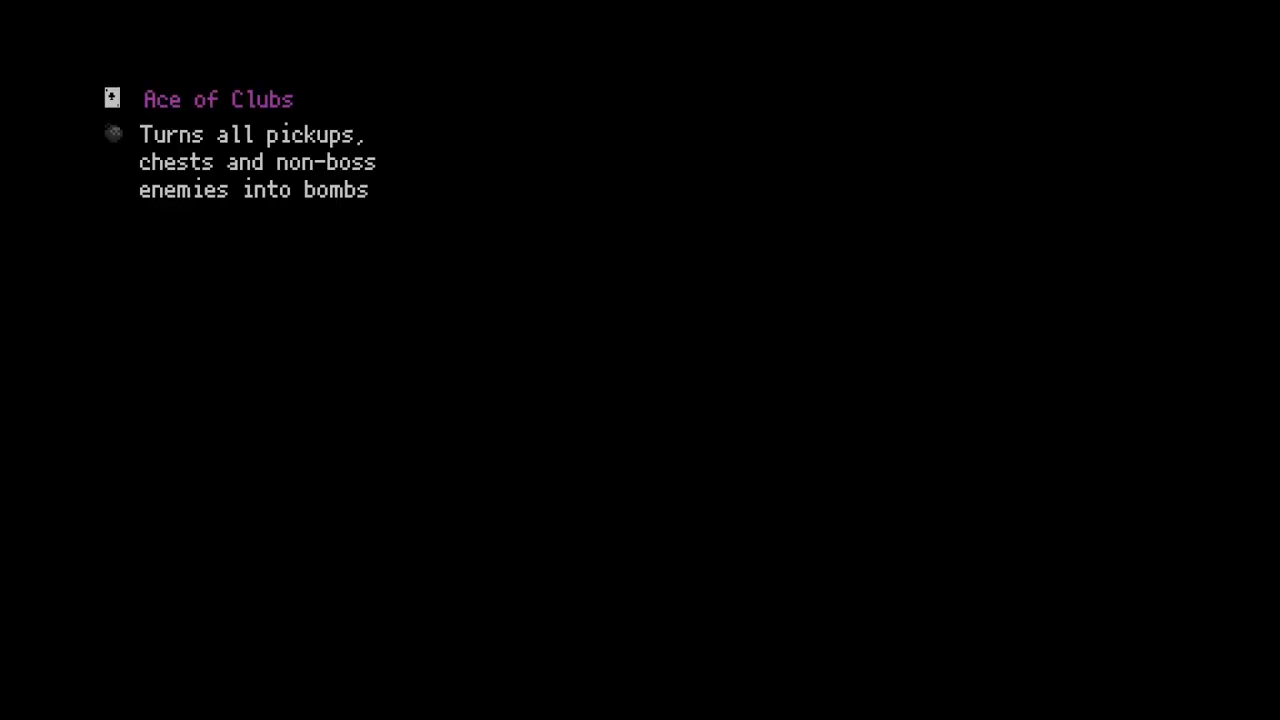 Ace of Clubs
Turns all pickups,
chests and non-boss
enemies into bombs